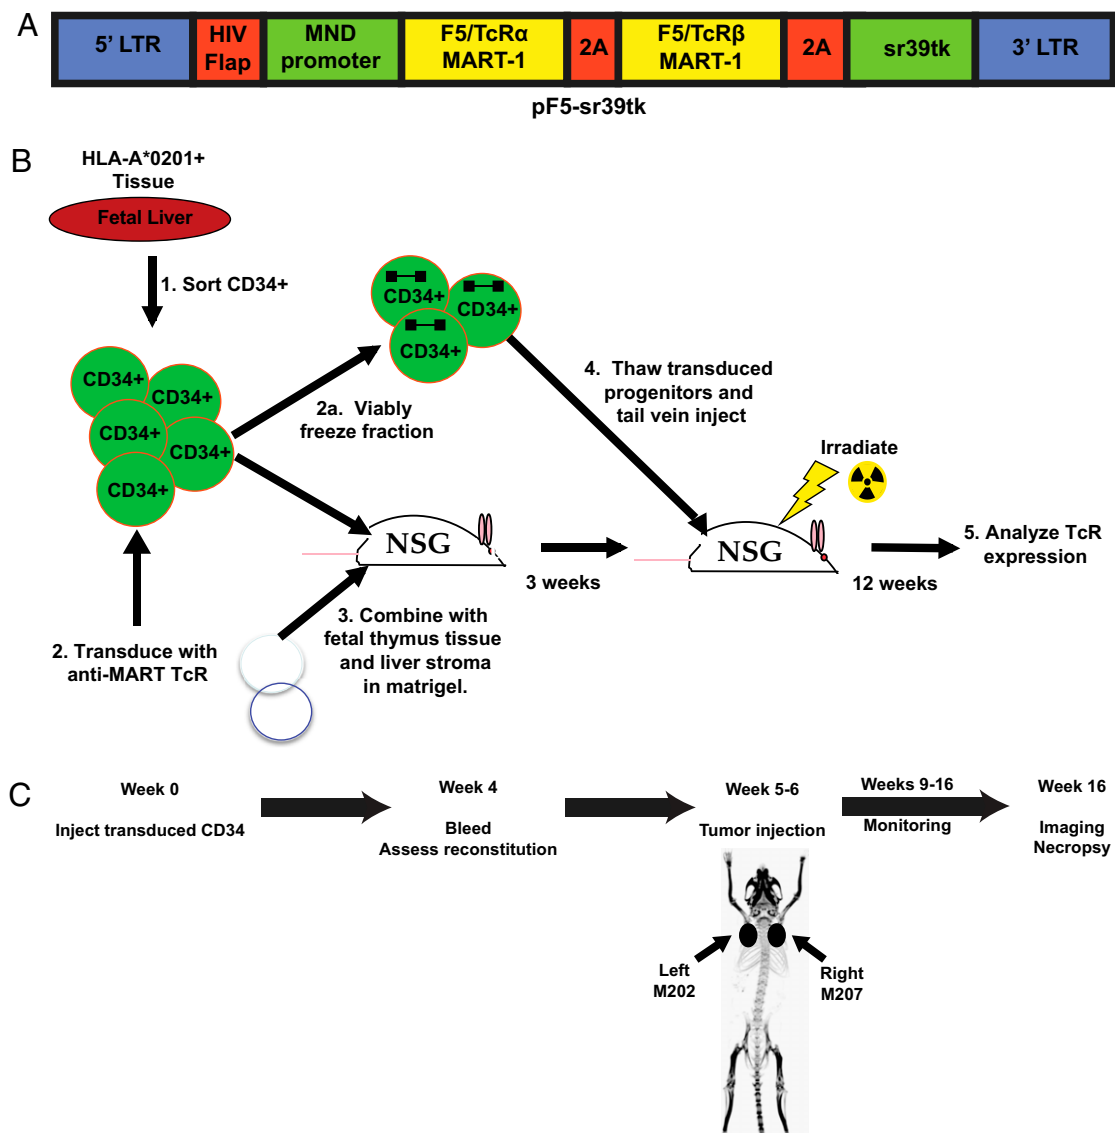 A
5' LTR
HIV
Flap
MND
promoter
F5/TcRα
MART-1
2A
F5/TcRβ
MART-1
2A
sr39tk
3' LTR
pF5-sr39tk
B
HLA-A*0201+
Tissue
Fetal Liver
1. Sort CD34+
CD34+
CD34+
CD34+
CD34+
CD34+
CD34+
CD34+
CD34+
2a. Viably
freeze fraction
4. Thaw transduced
progenitors and
tail vein inject
Irradiate
NSG
3 weeks
NSG
12 weeks
5. Analyze TcR
expression
2. Transduce with
anti-MART TcR
3. Combine with
fetal thymus tissue
and liver stroma
in matrigel.
C
Week 0
Inject transduced CD34
Week 4
Bleed
Assess reconstitution
Week 5-6
Tumor injection
Weeks 9-16
Monitoring
Week 16
Imaging
Necropsy
Left
M202
Right
M207